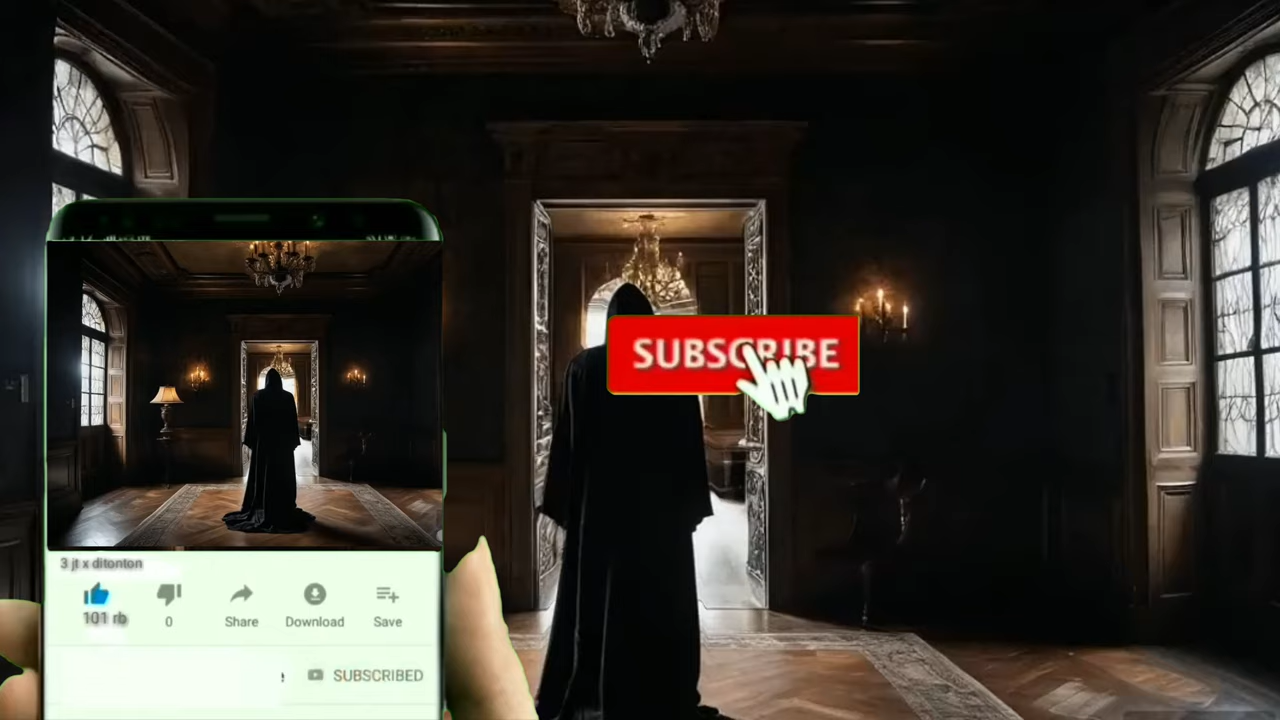 SUBSCRIBE
3 jt x ditonton
101 rb
0
Share
Download
Save
SUBSCRIBED